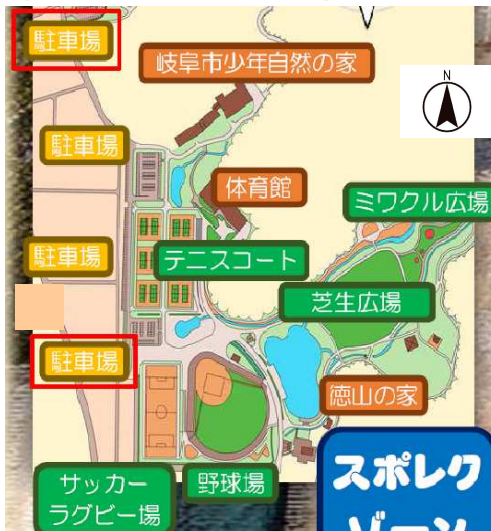 駐車場
岐阜市少年自然の家
N
駐車場
体育館
ミワクル広場
駐車場
テニスコート
芝生広場
駐車場
徳山の家
サッカー
ラグビー場
野球場
スポレク
ゾーン